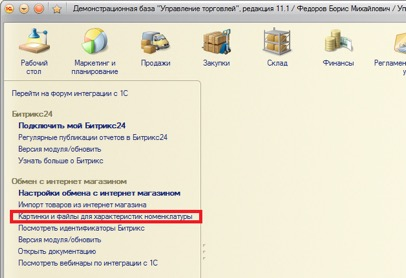 Демонстрационная база "Управление торговлей", редакция 11.1 / Федоров Борис Михайлович / Уп
Рабочий стол
Маркетинг и планирование
Продажи
Закупки
Склад
Финансы
Регламен
у
Перейти на форум интеграции с 1С
Битрикс24
Подключить мой Битрикс24
Регулярные публикации отчетов в Битрикс24
Версия модуля/обновить
Узнать больше о Битрикс
Обмен с интернет магазином
Настройки обмена с интернет магазином
Импорт товаров из интернет магазина
Картинки и файлы для характеристик номенклатуры
Посмотреть идентификаторы Битрикс
Версия модуля/обновить
Открыть документацию
Посмотреть вебинары по интеграции с 1С